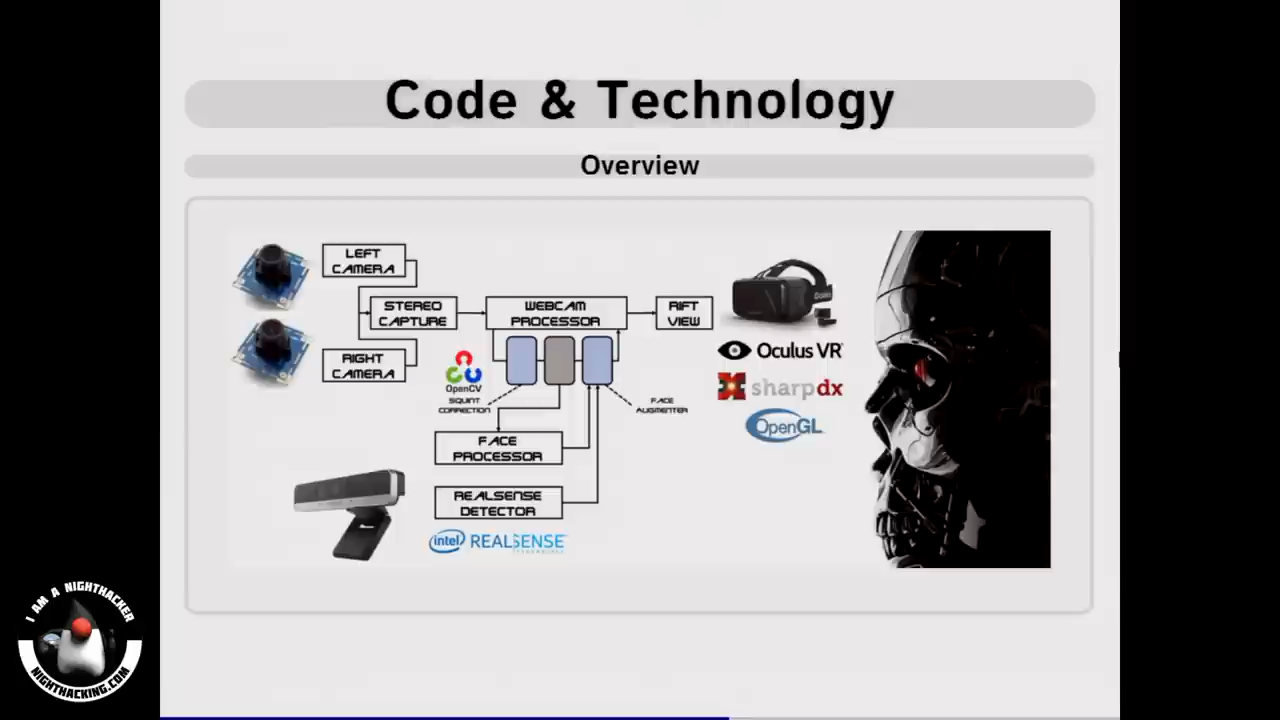 Code & Technology
Overview
LEFT
CAMERA
STEREO
CAPTURE
WEBCAM
PROCESSOR
RIFT
VIEW
RIGHT
CAMERA
OpenCV
SQUINT
CORRECTION
FACE
AUGMENTER
Oculus VR
sharpdx
OpenGL
FACE
PROCESSOR
REALSENSE
DETECTOR
intel REALSENSE
I AM A NIGHTHACKER
NIGHTHACKING.COM